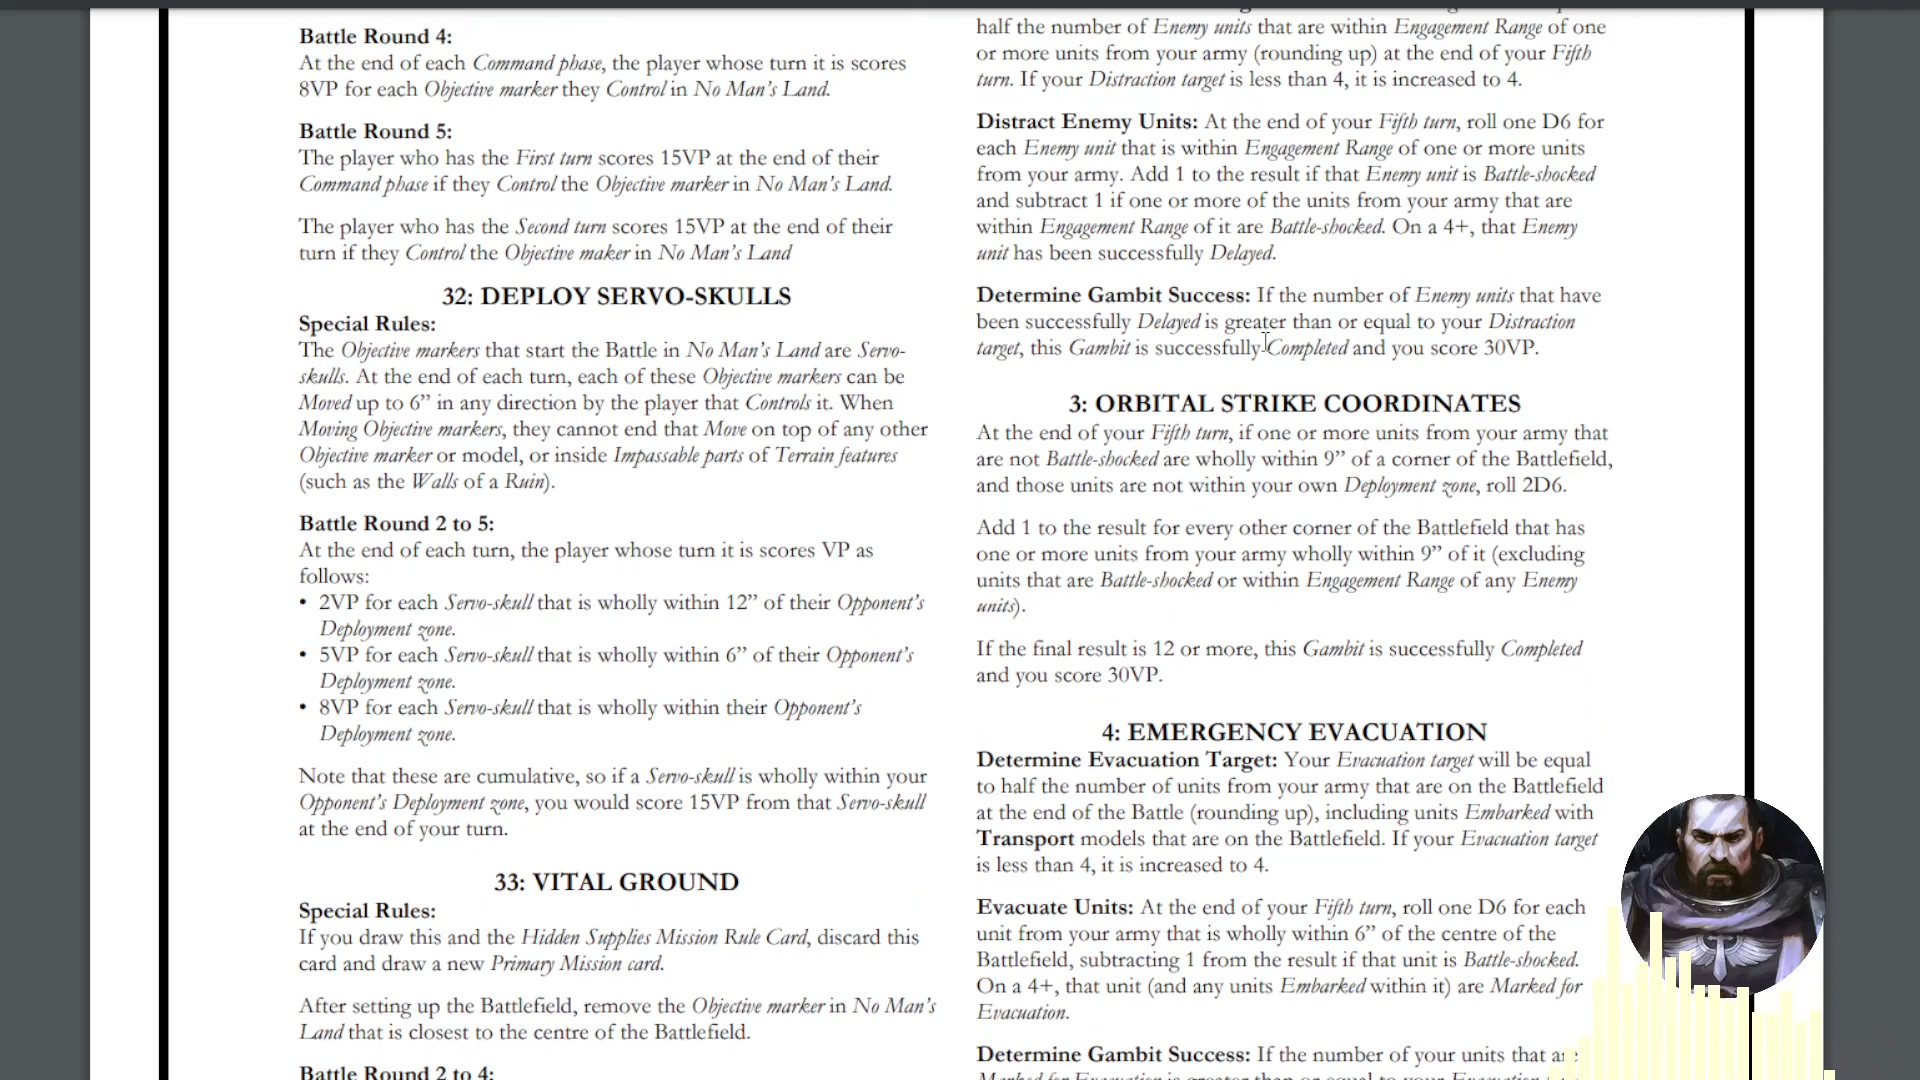 Battle Round 4:
At the end of each Command phase, the player whose turn it is scores
8VP for each Objective marker they Control in No Man's Land.
Battle Round 5:
The player who has the First turn scores 15VP at the end of their
Command phase if they Control the Objective marker in No Man's Land.
The player who has the Second turn scores 15VP at the end of their
turn if they Control the Objective maker in No Man's Land
32: DEPLOY SERVO-SKULLS
Special Rules:
The Objective markers that start the Battle in No Man's Land are Servo-
skulls. At the end of each turn, each of these Objective markers can be
Moved up to 6” in any direction by the player that Controls it. When
Moving Objective markers, they cannot end that Move on top of any other
Objective marker or model, or inside Impassable parts of Terrain features
(such as the Walls of a Ruin).
Battle Round 2 to 5:
At the end of each turn, the player whose turn it is scores VP as
follows:
• 2VP for each Servo-skull that is wholly within 12” of their Opponent's
Deployment zone.
• 5VP for each Servo-skull that is wholly within 6” of their Opponent's
Deployment zone.
• 8VP for each Servo-skull that is wholly within their Opponent's
Deployment zone.
Note that these are cumulative, so if a Servo-skull is wholly within your
Opponent's Deployment zone, you would score 15VP from that Servo-skull
at the end of your turn.
33: VITAL GROUND
Special Rules:
If you draw this and the Hidden Supplies Mission Rule Card, discard this
card and draw a new Primary Mission card.
After setting up the Battlefield, remove the Objective marker in No Man's
Land that is closest to the centre of the Battlefield.
Battle Round 2 to 4:
half the number of Enemy units that are within Engagement Range of one
or more units from your army (rounding up) at the end of your Fifth
turn. If your Distraction target is less than 4, it is increased to 4.
Distract Enemy Units: At the end of your Fifth turn, roll one D6 for
each Enemy unit that is within Engagement Range of one or more units
from your army. Add 1 to the result if that Enemy unit is Battle-shocked
and subtract 1 if one or more of the units from your army that are
within Engagement Range of it are Battle-shocked. On a 4+, that Enemy
unit has been successfully Delayed.
Determine Gambit Success: If the number of Enemy units that have
been successfully Delayed is greater than or equal to your Distraction
target, this Gambit is successfully Completed and you score 30VP.
3: ORBITAL STRIKE COORDINATES
At the end of your Fifth turn, if one or more units from your army that
are not Battle-shocked are wholly within 9” of a corner of the Battlefield,
and those units are not within your own Deployment zone, roll 2D6.
Add 1 to the result for every other corner of the Battlefield that has
one or more units from your army wholly within 9” of it (excluding
units that are Battle-shocked or within Engagement Range of any Enemy
units).
If the final result is 12 or more, this Gambit is successfully Completed
and you score 30VP.
4: EMERGENCY EVACUATION
Determine Evacuation Target: Your Evacuation target will be equal
to half the number of units from your army that are on the Battlefield
at the end of the Battle (rounding up), including units Embarked with
Transport models that are on the Battlefield. If your Evacuation target
is less than 4, it is increased to 4.
Evacuate Units: At the end of your Fifth turn, roll one D6 for each
unit from your army that is wholly within 6” of the centre of the
Battlefield, subtracting 1 from the result if that unit is Battle-shocked.
On a 4+, that unit (and any units Embarked within it) are Marked for
Evacuation.
Determine Gambit Success: If the number of your units that